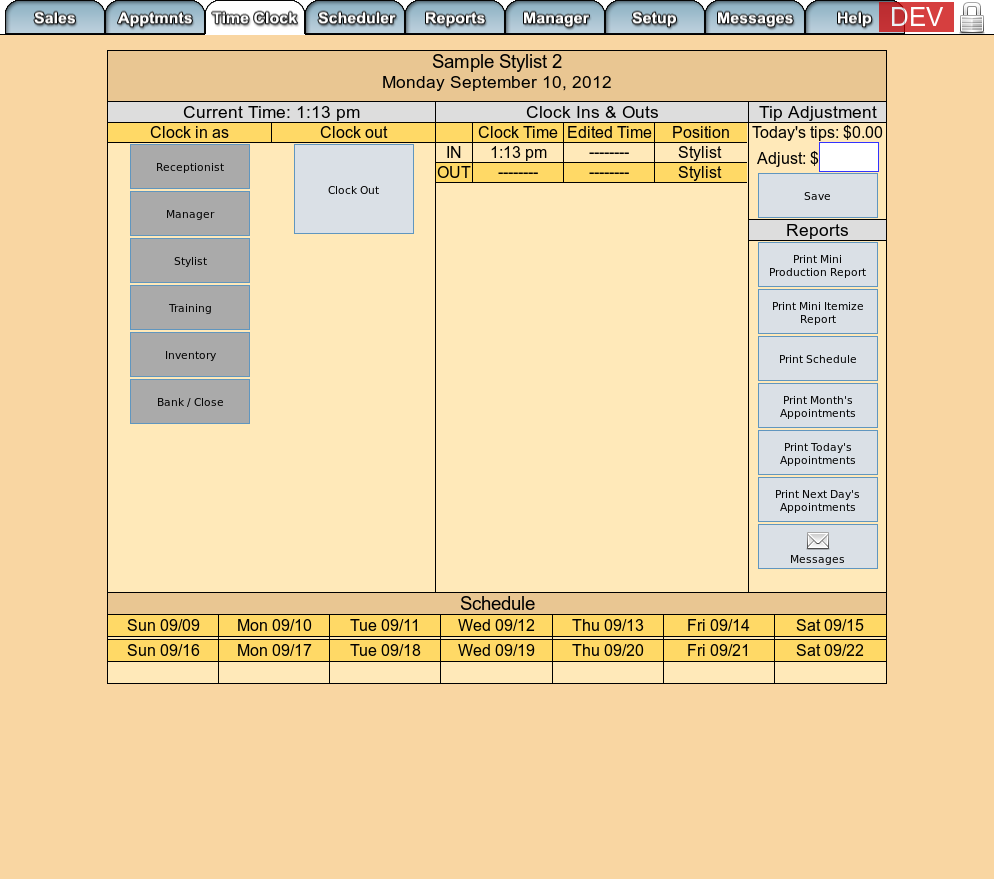 Sales Apptmnts Time Clock Scheduler Reports Manager Setup Messages Help DEV
Sample Stylist 2
Monday September 10, 2012
Current Time: 1:13 pm
Clock in as Clock out
Receptionist
Manager
Stylist
Training
Inventory
Bank / Close
Clock Out
Clock Ins & Outs
Clock Time Edited Time Position
IN 1:13 pm -------- Stylist
OUT -------- -------- Stylist
Tip Adjustment
Today's tips: $0.00
Adjust: $
Save
Reports
Print Mini
Production Report
Print Mini Itemize
Report
Print Schedule
Print Month's
Appointments
Print Today's
Appointments
Print Next Day's
Appointments
Messages
Schedule
Sun 09/09 Mon 09/10 Tue 09/11 Wed 09/12 Thu 09/13 Fri 09/14 Sat 09/15
Sun 09/16 Mon 09/17 Tue 09/18 Wed 09/19 Thu 09/20 Fri 09/21 Sat 09/22